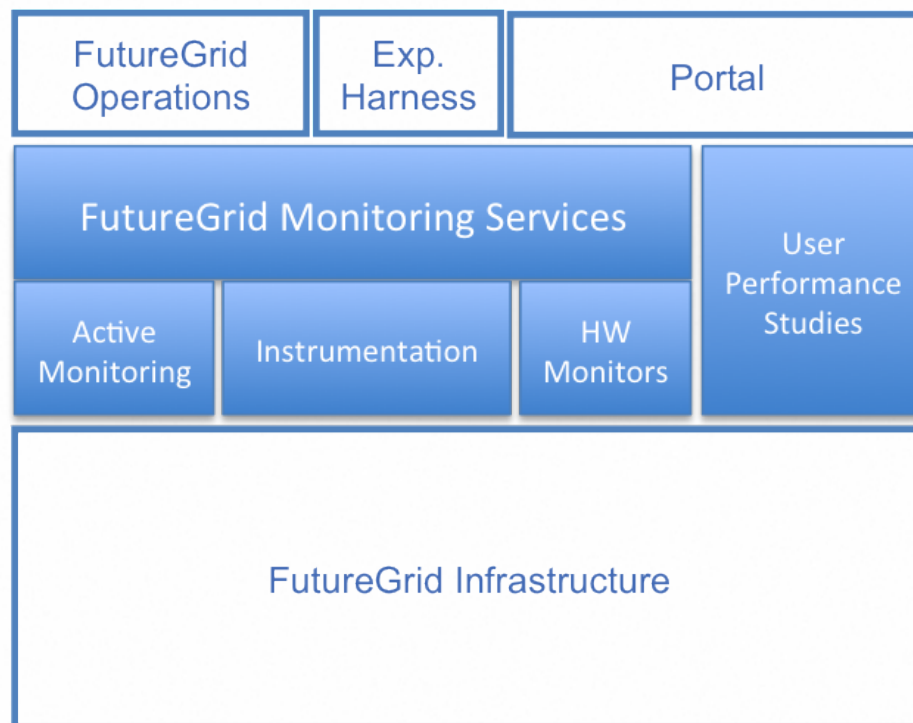 FutureGrid
Operations
Exp.
Harness
Portal
FutureGrid Monitoring Services
User
Performance
Studies
Active
Monitoring
Instrumentation
HW
Monitors
FutureGrid Infrastructure